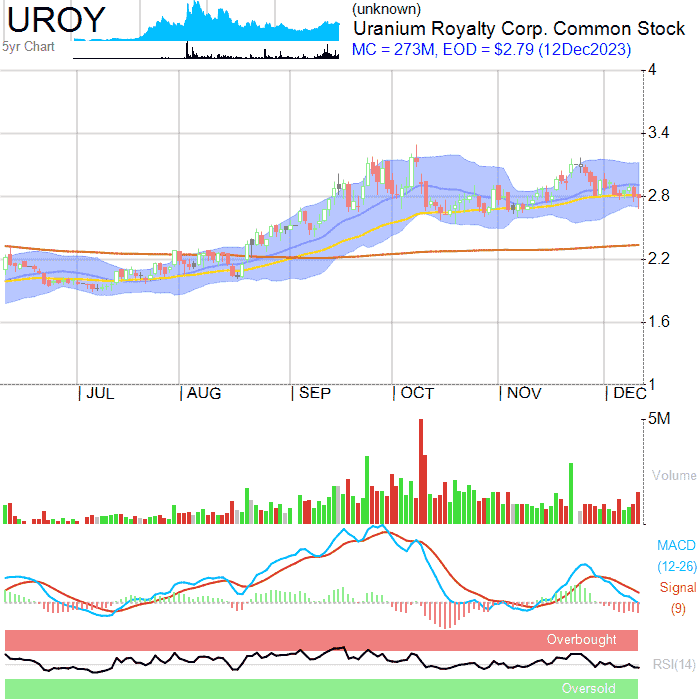 UROY
(unknown)
Uranium Royalty Corp. Common Stock
5yr Chart
MC = 273M, EOD = $2.79 (12Dec2023)
4
3.4
2.8
2.2
1.6
1
| JUL | AUG | SEP | OCT | NOV | DEC
5M
Volume
MACD
(12-26)
Signal
(9)
Overbought
RSI(14)
Oversold